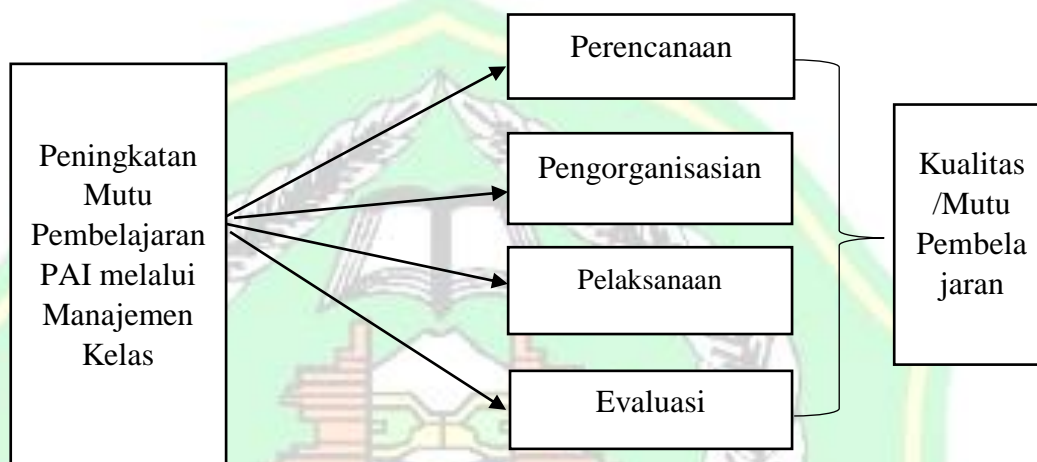 Peningkatan
Mutu
Pembelajaran
PAI melalui
Manajemen
Kelas
Perencanaan
Pengorganisasian
Pelaksanaan
Evaluasi
Kualitas
/Mutu
Pembela
jaran